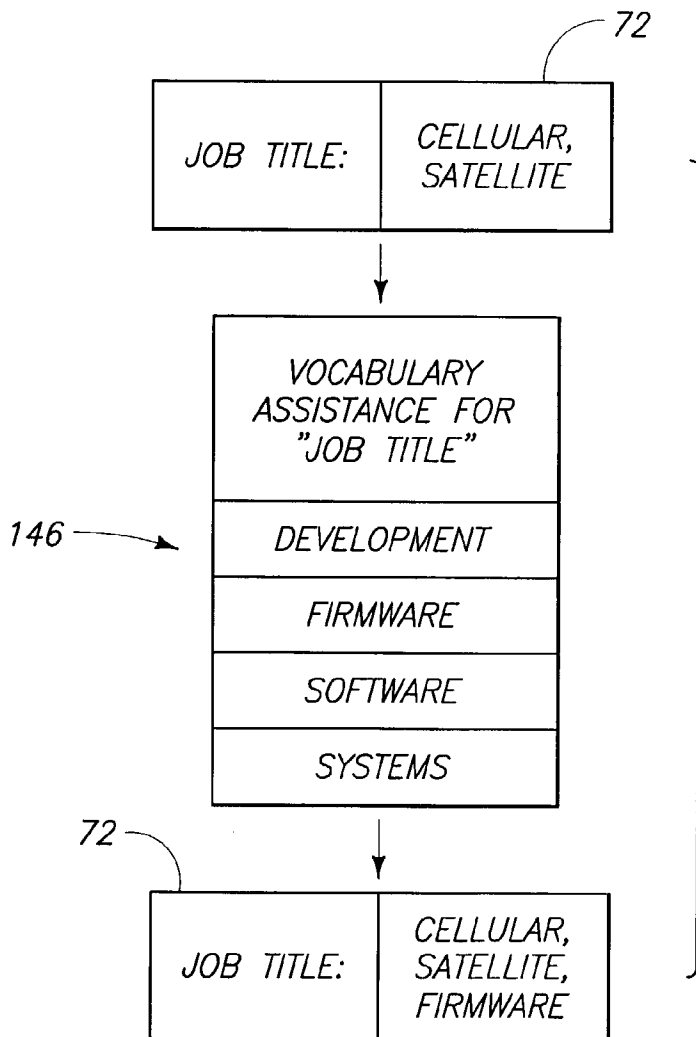 72
JOB TITLE:
CELLULAR,
SATELLITE
VOCABULARY
ASSISTANCE FOR
"JOB TITLE"
146
DEVELOPMENT
FIRMWARE
SOFTWARE
SYSTEMS
72
JOB TITLE:
CELLULAR,
SATELLITE,
FIRMWARE